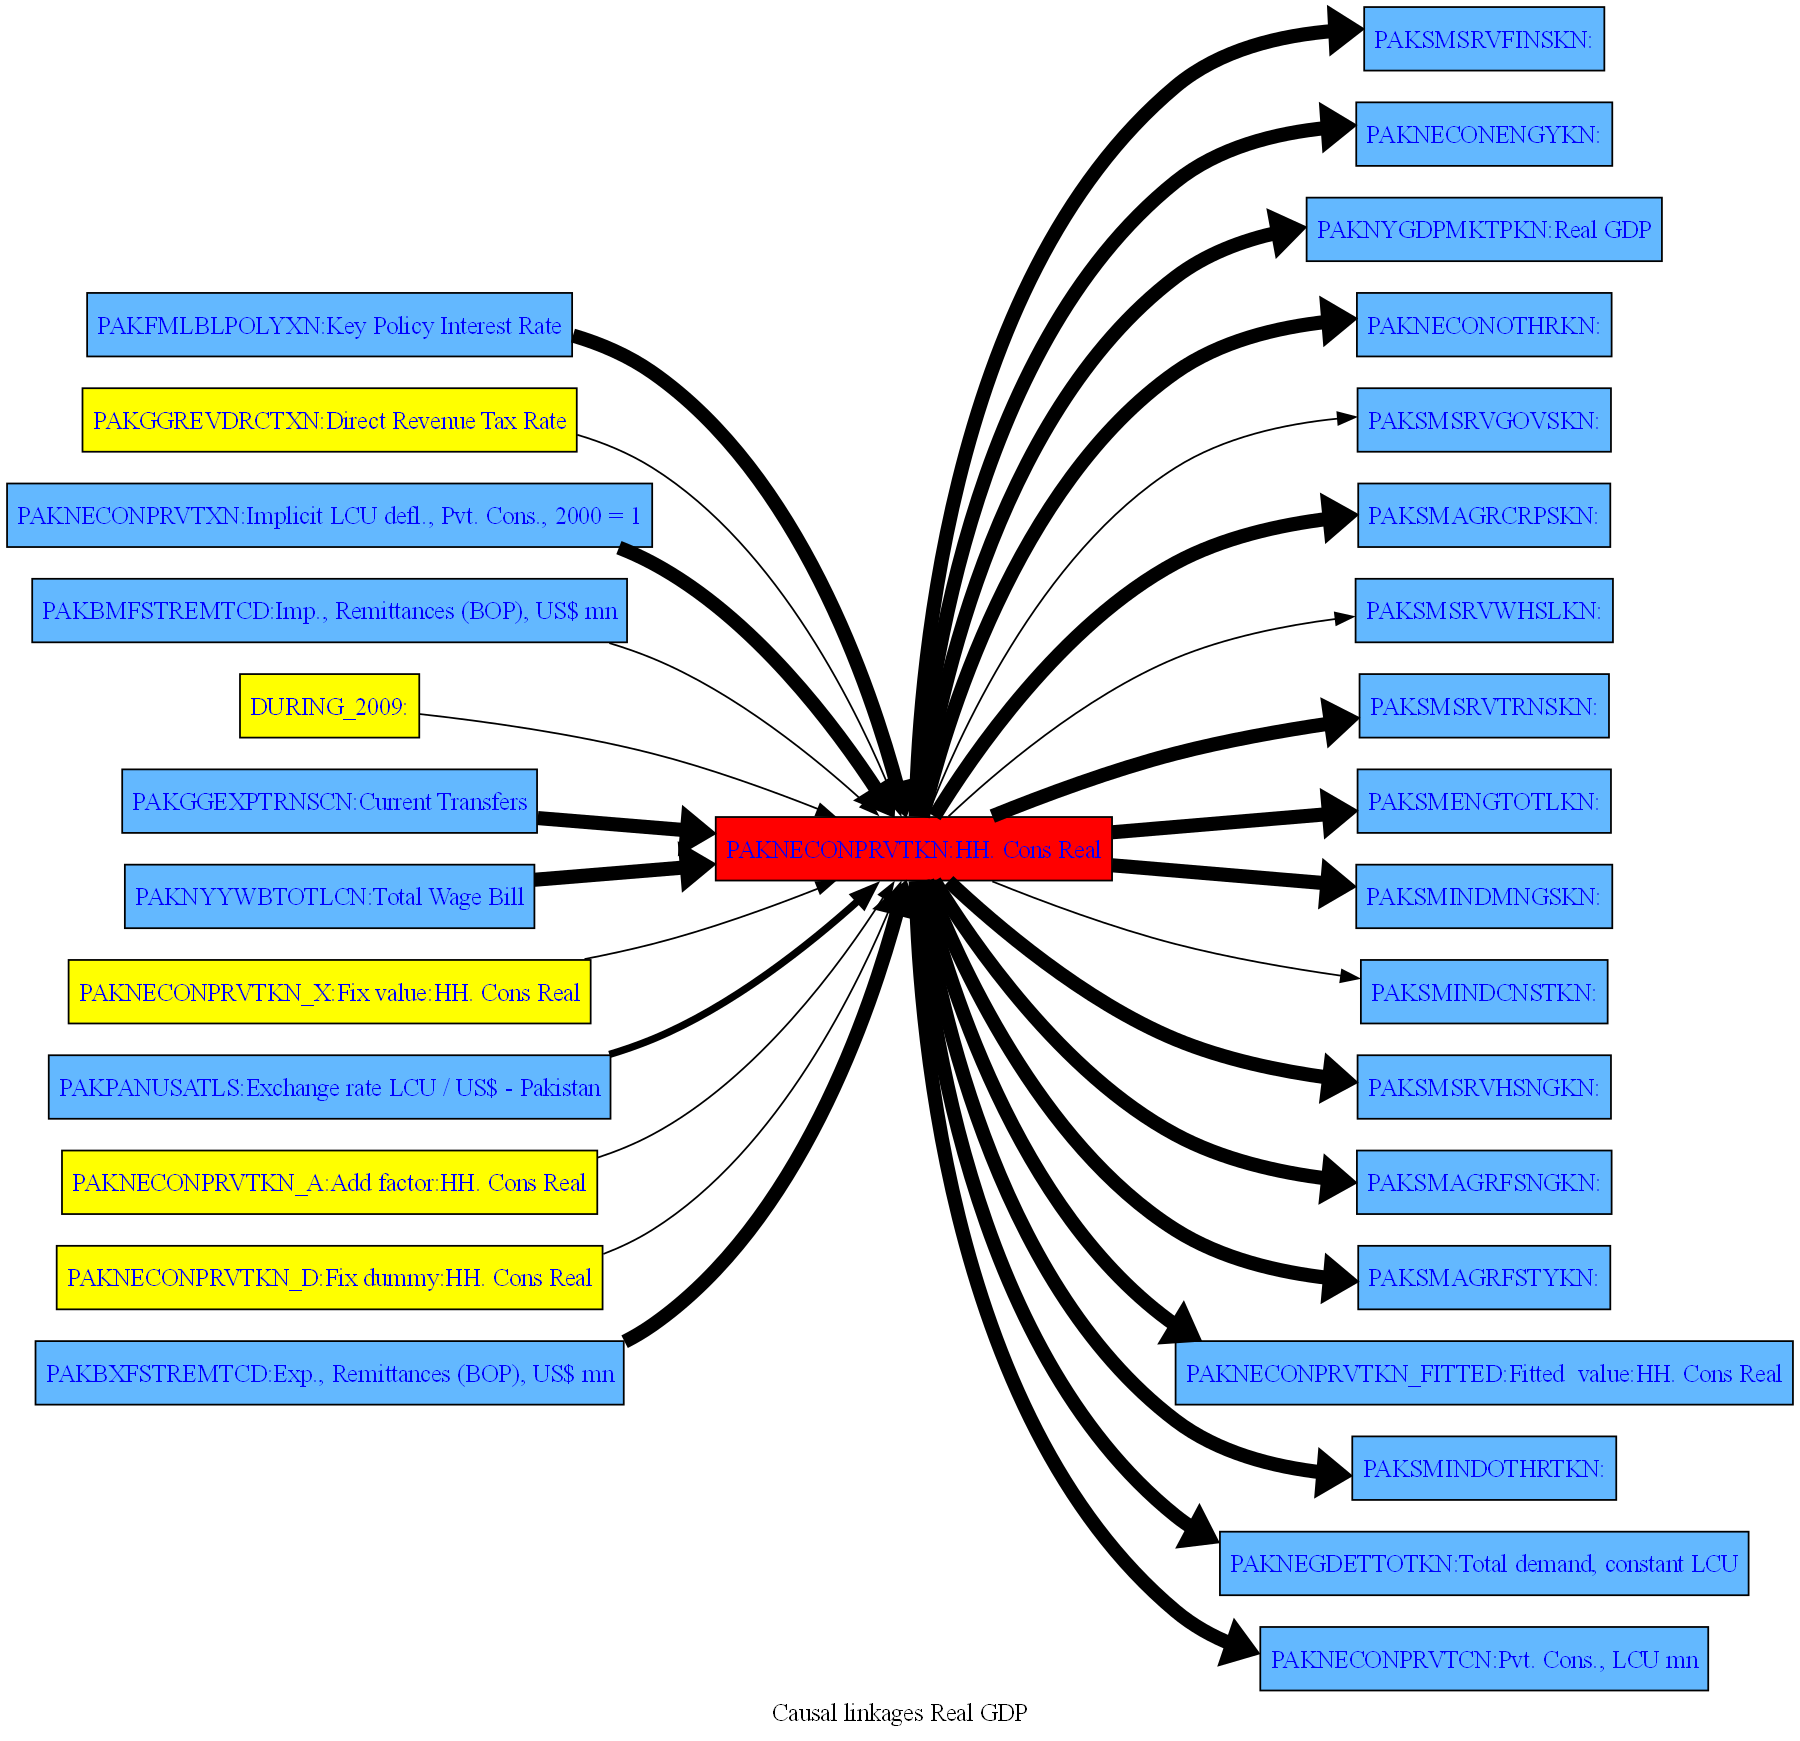 PAKFMLBLPOLYXN:Key Policy Interest Rate
PAKGGREVDRCTXN:Direct Revenue Tax Rate
PAKNECONPRVTXN:Implicit LCU defl., Pvt. Cons., 2000 = 1
PAKBMFSTREMTCD:Imp., Remittances (BOP), US$ mn
DURING_2009:
PAKGGEXPTRNSCN:Current Transfers
PAKNYYWBTOTLCN:Total Wage Bill
PAKNECONPRVTKN_X:Fix value:HH. Cons Real
PAKPANUSATLS:Exchange rate LCU / US$ - Pakistan
PAKNECONPRVTKN_A:Add factor:HH. Cons Real
PAKNECONPRVTKN_D:Fix dummy:HH. Cons Real
PAKBXFSTREMTCD:Exp., Remittances (BOP), US$ mn
PAKNECONPRVTKN:HH. Cons Real
PAKSMSRVFINSKN:
PAKNECONENGYKN:
PAKNYGDPMKTPKN:Real GDP
PAKNECONOTHRKN:
PAKSMSRVGOVSKN:
PAKSMAGRCRPSKN:
PAKSMSRVWHSLKN:
PAKSMSRVTRNSKN:
PAKSMENGTOTLKN:
PAKSMINDMNGSKN:
PAKSMINDCNSTKN:
PAKSMSRVHSNGKN:
PAKSMAGRFSNGKN:
PAKSMAGRFSTYKN:
PAKNECONPRVTKN_FITTED:Fitted  value:HH. Cons Real
PAKSMINDOTHRTKN:
PAKNEGDETTOTKN:Total demand, constant LCU
PAKNECONPRVTCN:Pvt. Cons., LCU mn
Causal linkages Real GDP